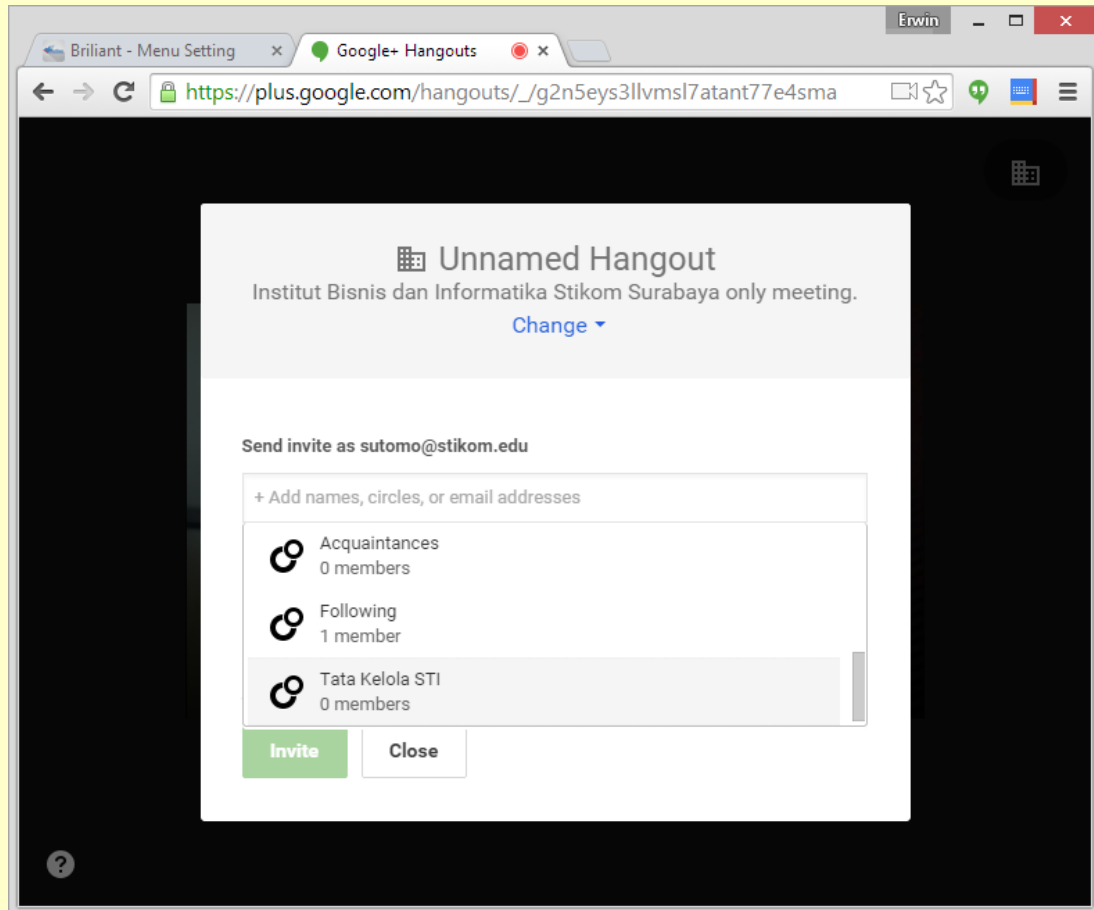 Erwin
Briliant - Menu Setting
Google+ Hangouts
https://plus.google.com/hangouts/_/g2n5eys3llvmsl7atant77e4sma
Unnamed Hangout
Institut Bisnis dan Informatika Stikom Surabaya only meeting.
Change
Send invite as sutomo@stikom.edu
+ Add names, circles, or email addresses
Acquaintances
0 members
Following
1 member
Tata Kelola STI
0 members
Invite
Close
?